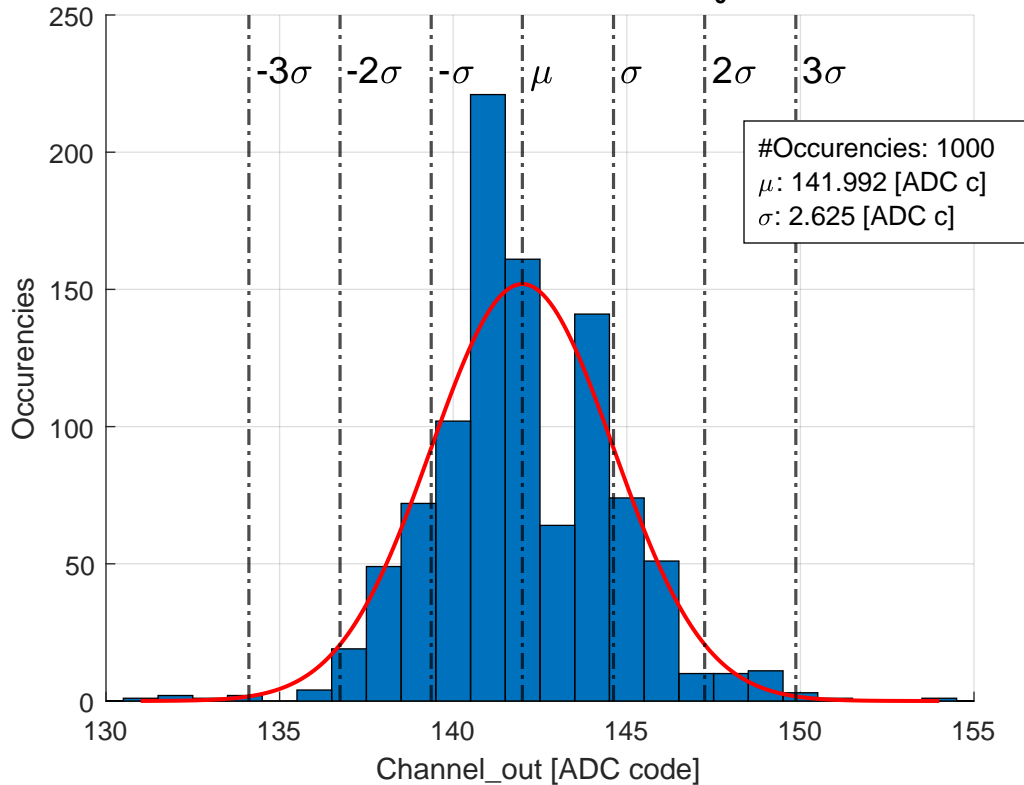 250
200
150
100
50
0
-3σ
-2σ
-σ
μ
σ
2σ
3σ
#Occurencies: 1000
μ: 141.992 [ADC c]
σ: 2.625 [ADC c]
Occurencies
130
135
140
145
150
155
Channel_out [ADC code]